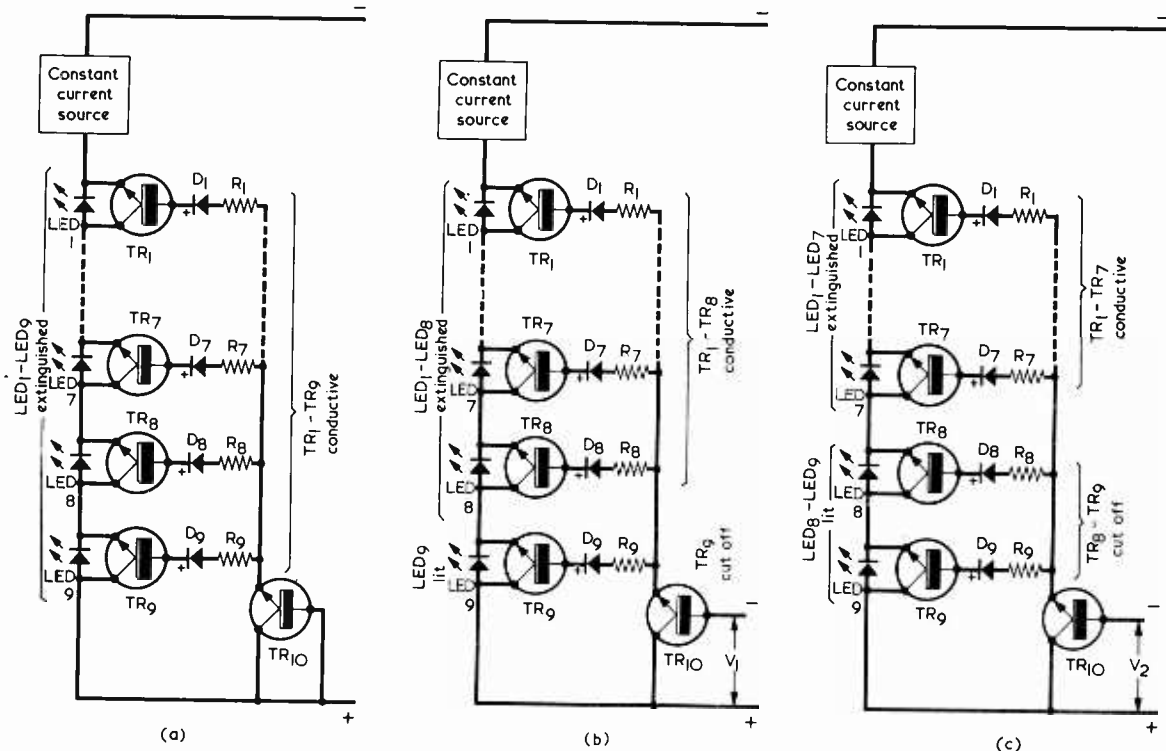 −
Constant
current
source
D1
R1
LED
1
TR1
LED1−LED9
extinguished
TR7
D7
R7
+
LED
7
TR8
D8
R8
+
LED
8
D9
R9
+
LED
9
TR9
TR1−TR9
conductive
TR10
+
(a)
−
Constant
current
source
D1
R1
+
LED
1
TR1
LED1−LED8
extinguished
TR7
D7
R7
+
LED
7
TR8
D8
R8
+
LED
8
TR1−TR8
conductive
LED9
lit
D9
R9
+
LED
9
TR9
TR9
cut off
−
TR10
V1
+
(b)
−
Constant
current
source
D1
R1
+
LED
1
TR1
LED1−LED7
extinguished
TR7
D7
R7
+
LED
7
TR1−TR7
conductive
TR8
D8
R8
+
LED
8
LED8−LED9
lit
D9
R9
+
LED
9
TR9
TR8−TR9
cut off
−
TR10
V2
+
(c)